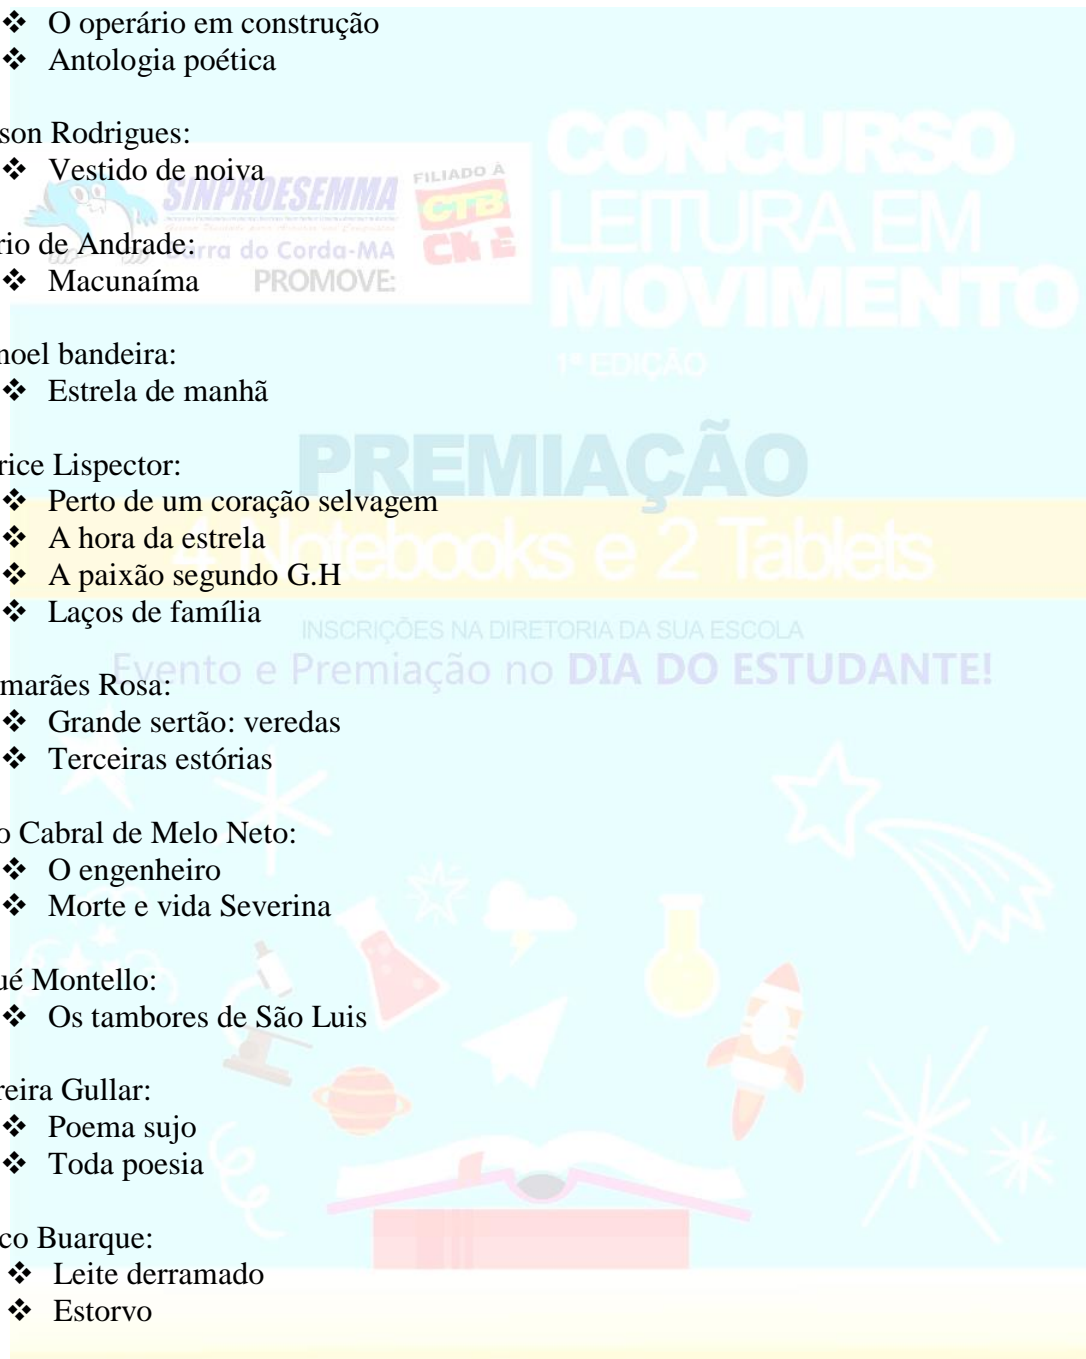 ❖ O operário em construção
❖ Antologia poética
son Rodrigues:
❖ Vestido de noiva
rio de Andrade:
❖ Macunaíma
noel bandeira:
❖ Estrela de manhã
rice Lispector:
❖ Perto de um coração selvagem
❖ A hora da estrela
❖ A paixão segundo G.H
❖ Laços de família
marães Rosa:
❖ Grande sertão: veredas
❖ Terceiras estórias
o Cabral de Melo Neto:
❖ O engenheiro
❖ Morte e vida Severina
ué Montello:
❖ Os tambores de São Luis
reira Gullar:
❖ Poema sujo
❖ Toda poesia
co Buarque:
❖ Leite derramado
❖ Estorvo
SINPROESEMMA
Barra do Corda-MA
PROMOVE:
FILIADO À
CTB
CNE
CONCURSO
LEITURA EM
MOVIMENTO
1ª EDIÇÃO
PREMIAÇÃO
4 Notebooks e 2 Tablets
INSCRIÇÕES NA DIRETORIA DA SUA ESCOLA
Evento e Premiação no DIA DO ESTUDANTE!